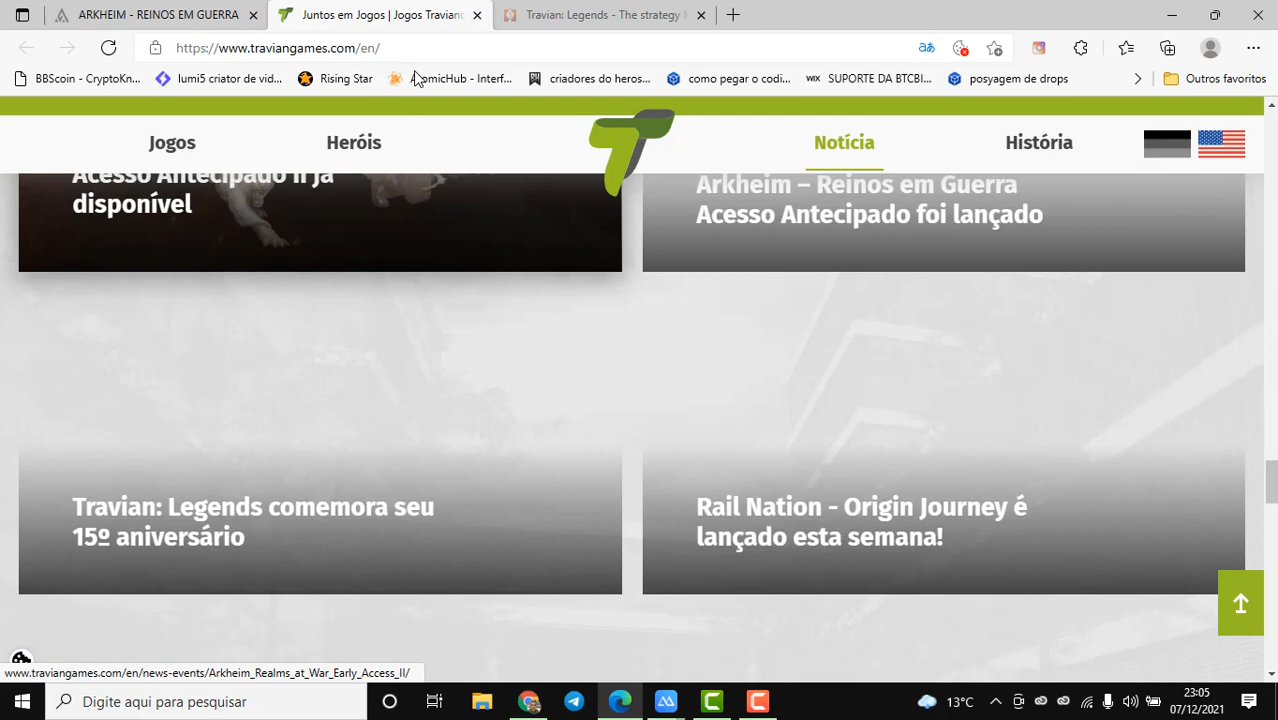 ARKHEIM - REINOS EM GUERRA
Juntos em Jogos | Jogos Travian
Travian: Legends - The strategy
https://www.traviangames.com/en/
BBScoin - CryptoKn...
lumi5 criador de vid...
Rising Star
AtomicHub - Interf...
criadores do heros...
como pegar o codi...
WIX SUPORTE DA BTCBI...
posyagem de drops
Outros favoritos
Jogos
Heróis
Notícia
História
Acesso Antecipado II já
disponível
Arkheim – Reinos em Guerra
Acesso Antecipado foi lançado
Travian: Legends comemora seu
15º aniversário
Rail Nation - Origin Journey é
lançado esta semana!
www.traviangames.com/en/news-events/Arkheim_Realms_at_War_Early_Access_II/
Digite aqui para pesquisar
13°C
23:05
07/12/2021